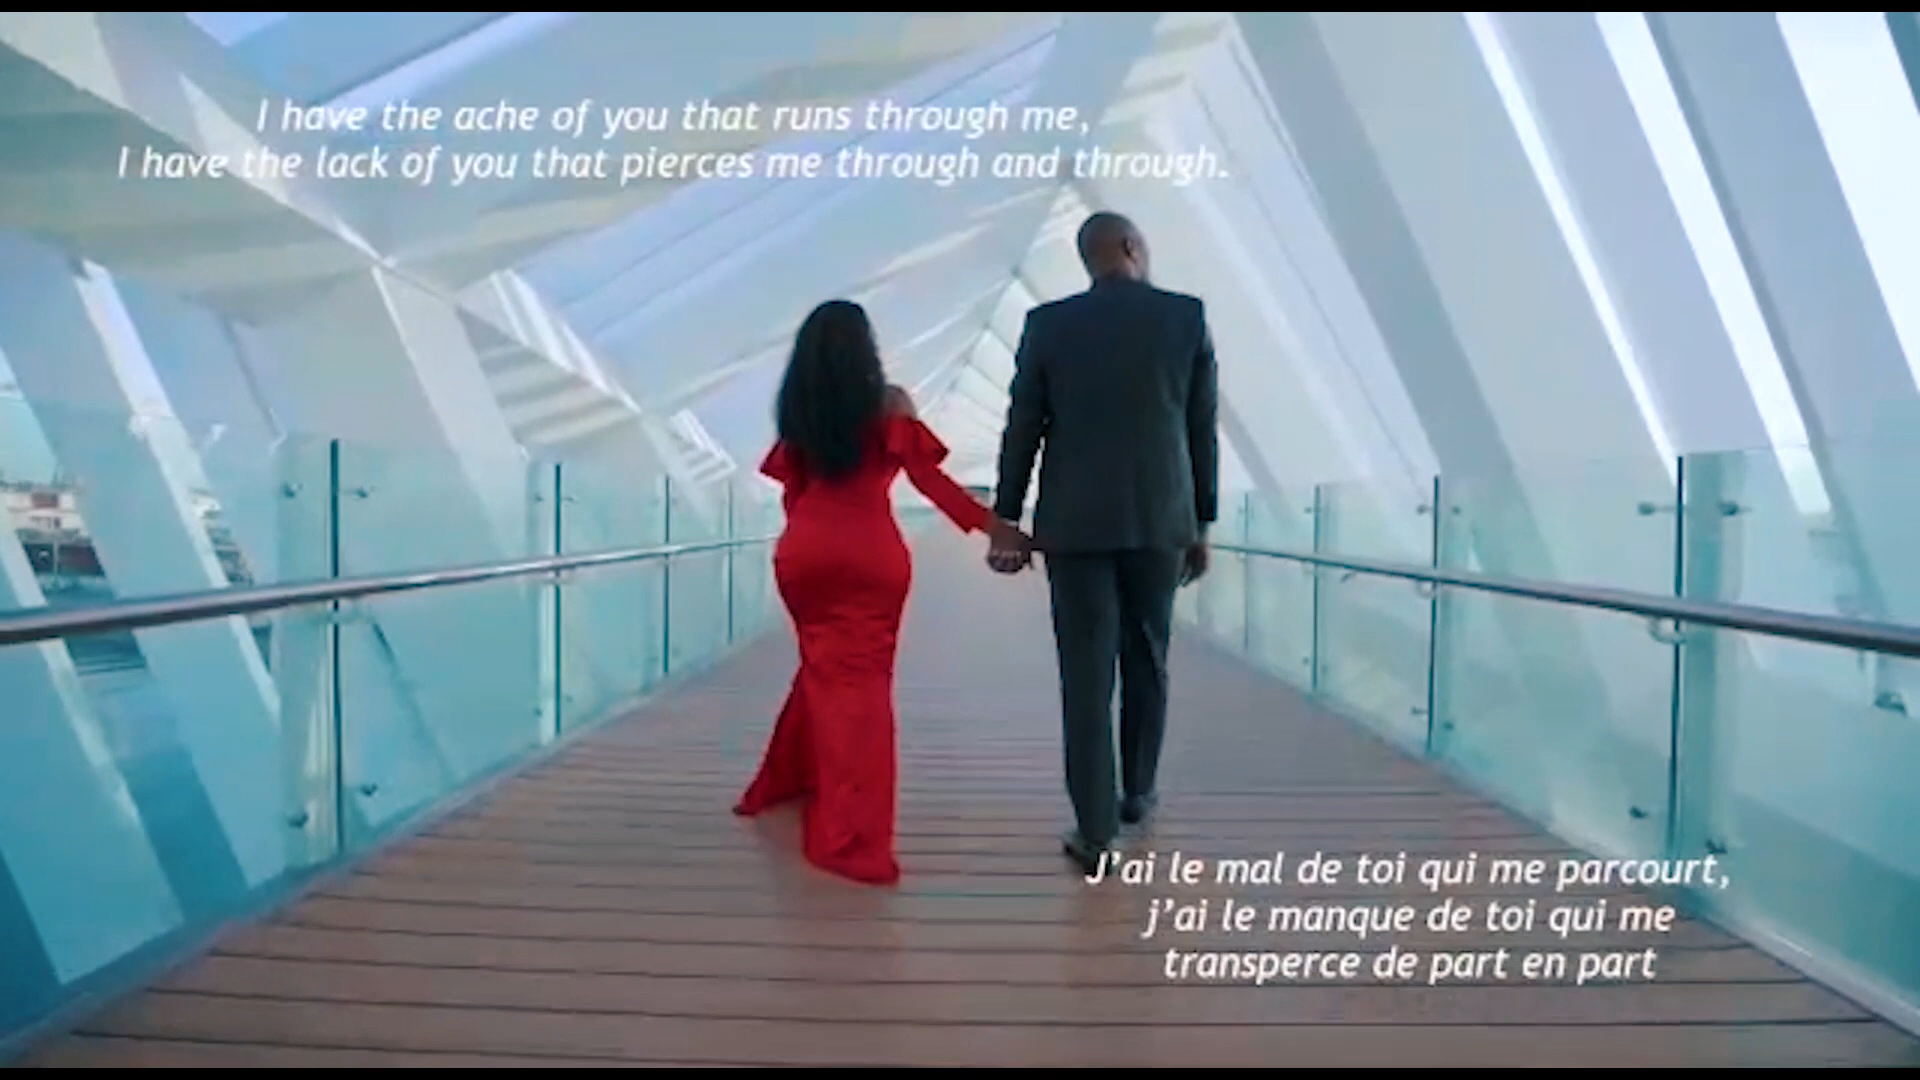 I have the ache of you that runs through me,
I have the lack of you that pierces me through and through.
J’ai le mal de toi qui me parcourt,
j’ai le manque de toi qui me
transperce de part en part